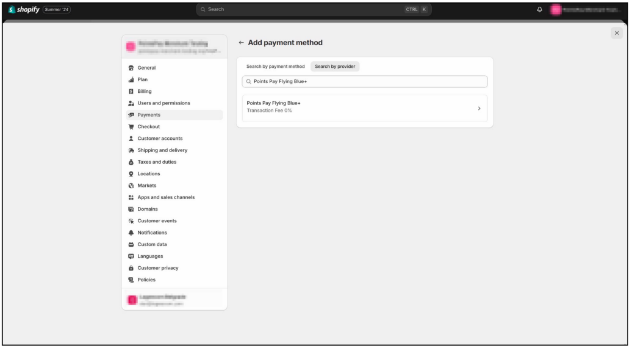 shopify
Summer '24
Search
CTRL K
← Add payment method
Search by payment method
Search by provider
Points Pay Flying Blue+
Points Pay Flying Blue+
Transaction Fee 0%
General
Plan
Billing
Users and permissions
Payments
Checkout
Customer accounts
Shipping and delivery
Taxes and duties
Locations
Markets
Apps and sales channels
Domains
Customer events
Notifications
Custom data
Languages
Customer privacy
Policies